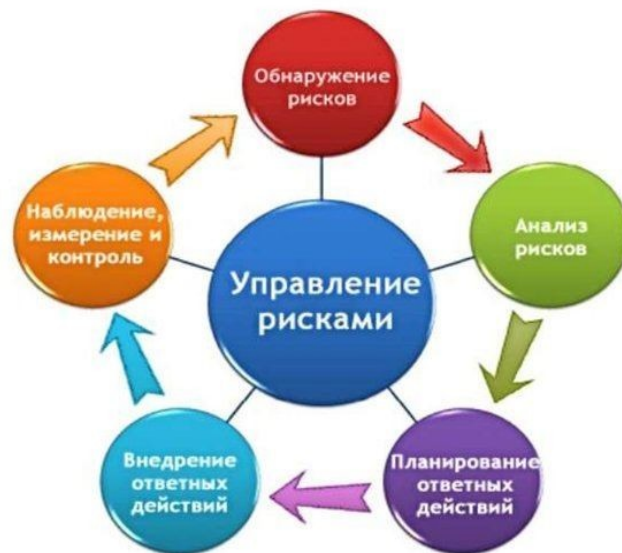 Обнаружение
рисков
Анализ
рисков
Планирование
ответных
действий
Внедрение
ответных
действий
Наблюдение,
измерение и
контроль
Управление
рисками